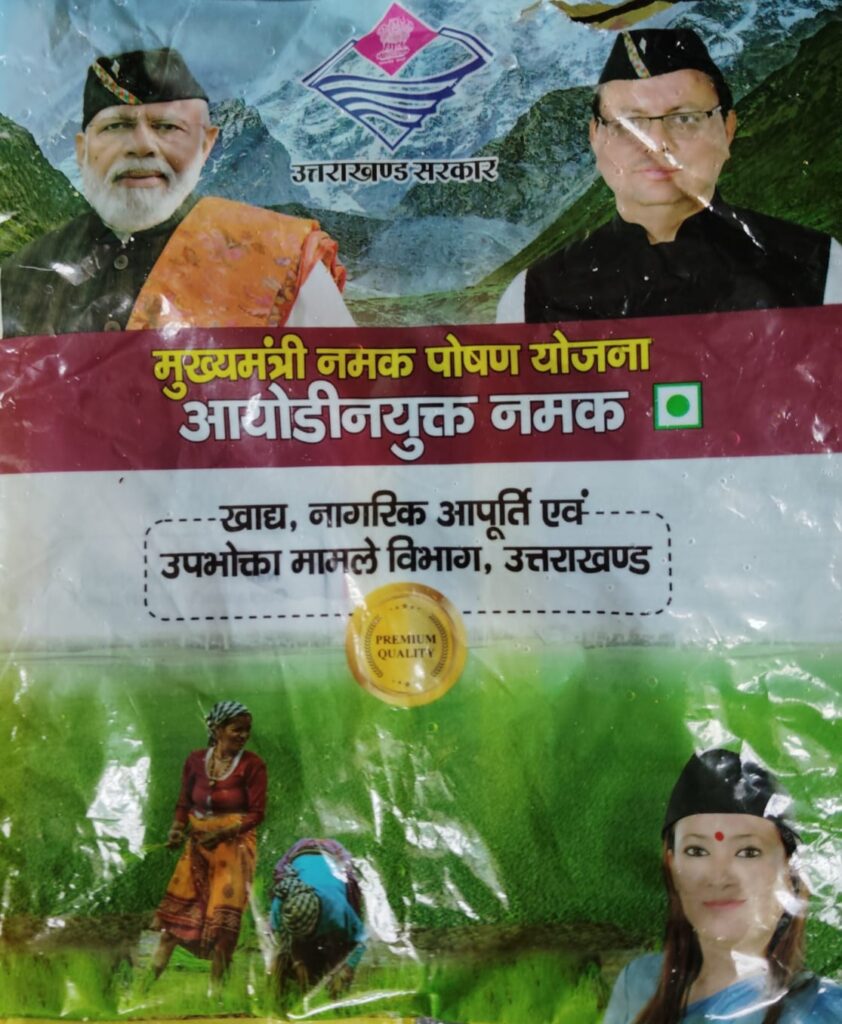 उत्तराखण्ड सरकार
मुख्यमंत्री नमक पोषण योजना
आयोडीनयुक्त नमक
खाद्य, नागरिक आपूर्ति एवं
उपभोक्ता मामले विभाग, उत्तराखण्ड
PREMIUM
QUALITY